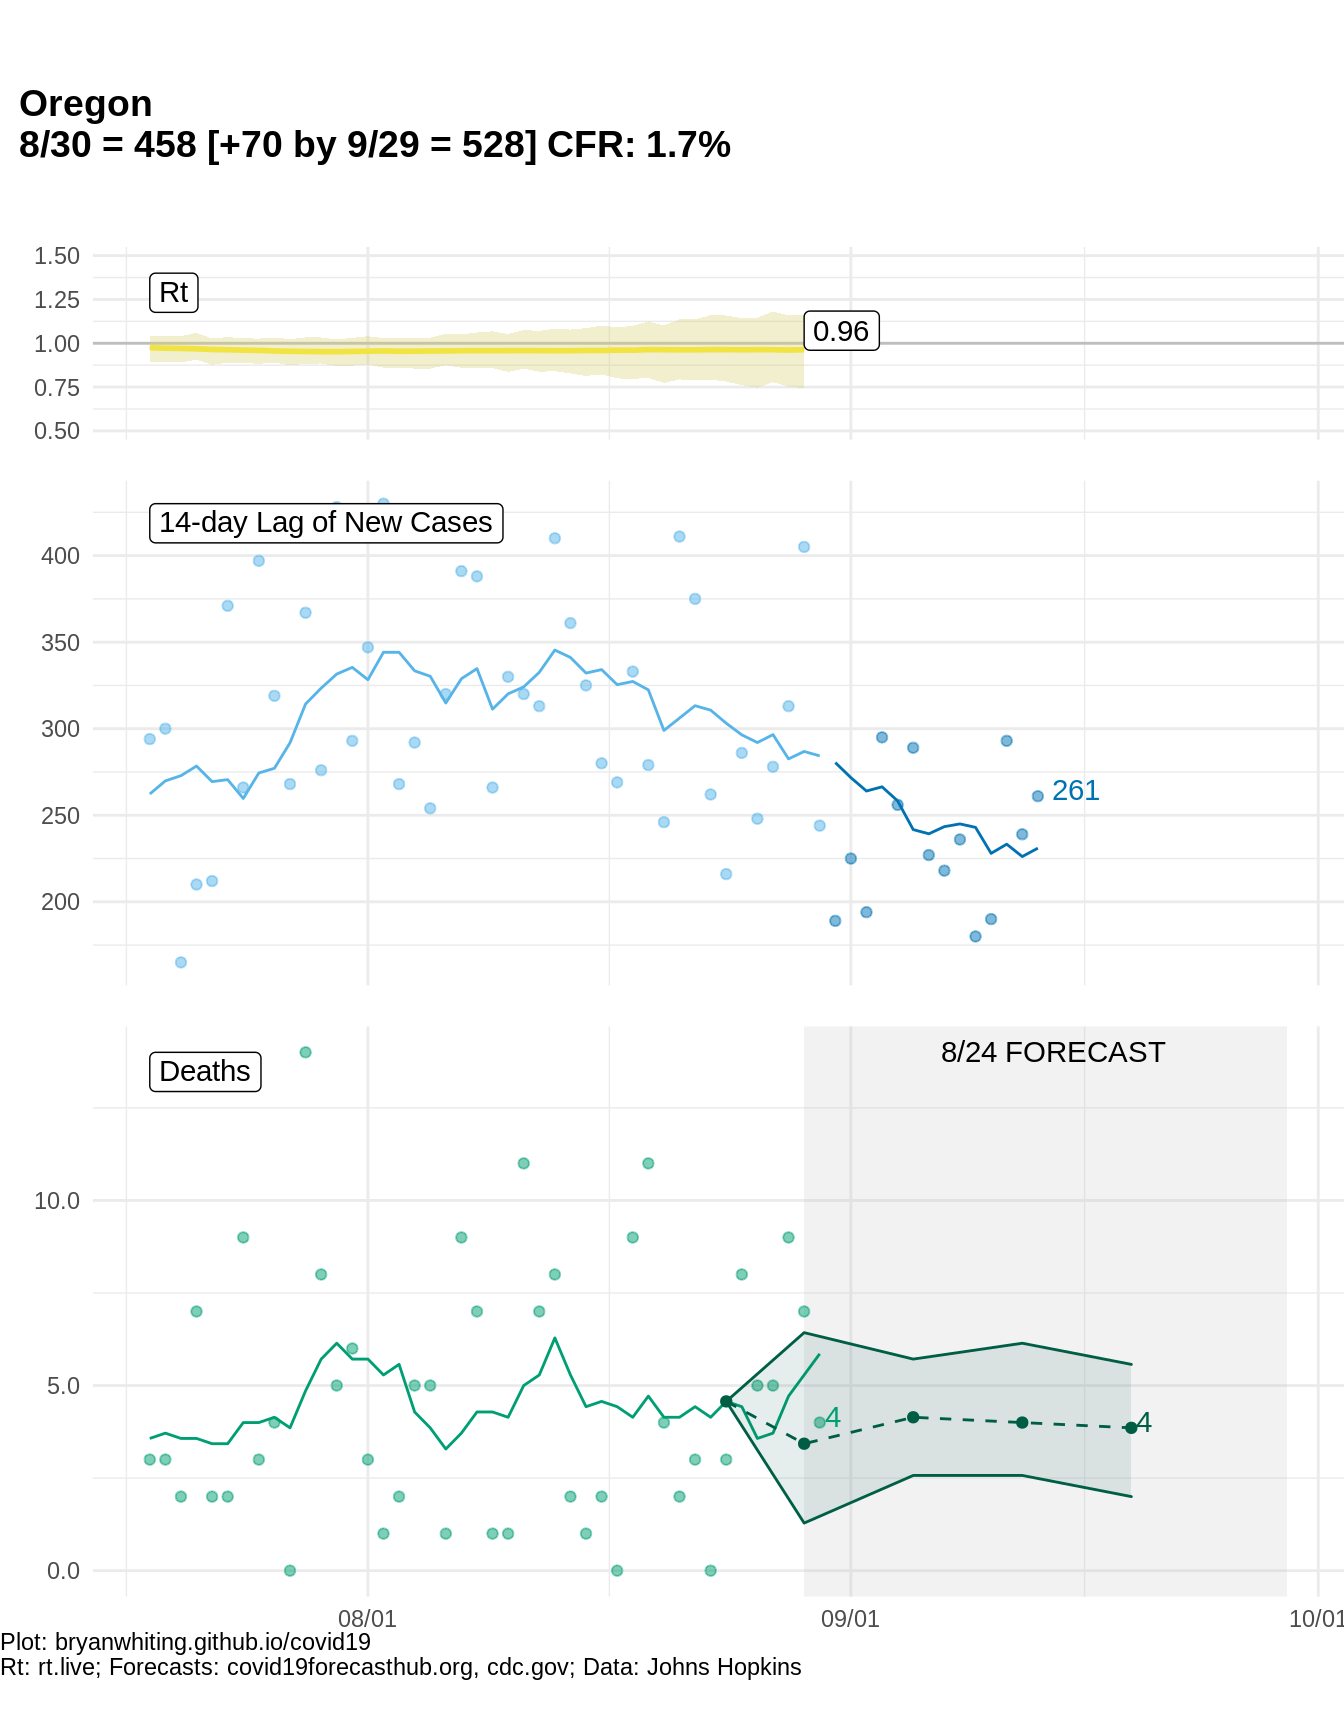 Oregon
8/30 = 458 [+70 by 9/29 = 528] CFR: 1.7%
1.50
1.25
1.00
0.75
0.50
Rt
0.96
14-day Lag of New Cases
400
350
300
250
200
261
Deaths
8/24 FORECAST
10.0
5.0
0.0
4
4
08/01
09/01
10/01
Plot: bryanwhiting.github.io/covid19
Rt: rt.live; Forecasts: covid19forecasthub.org, cdc.gov; Data: Johns Hopkins